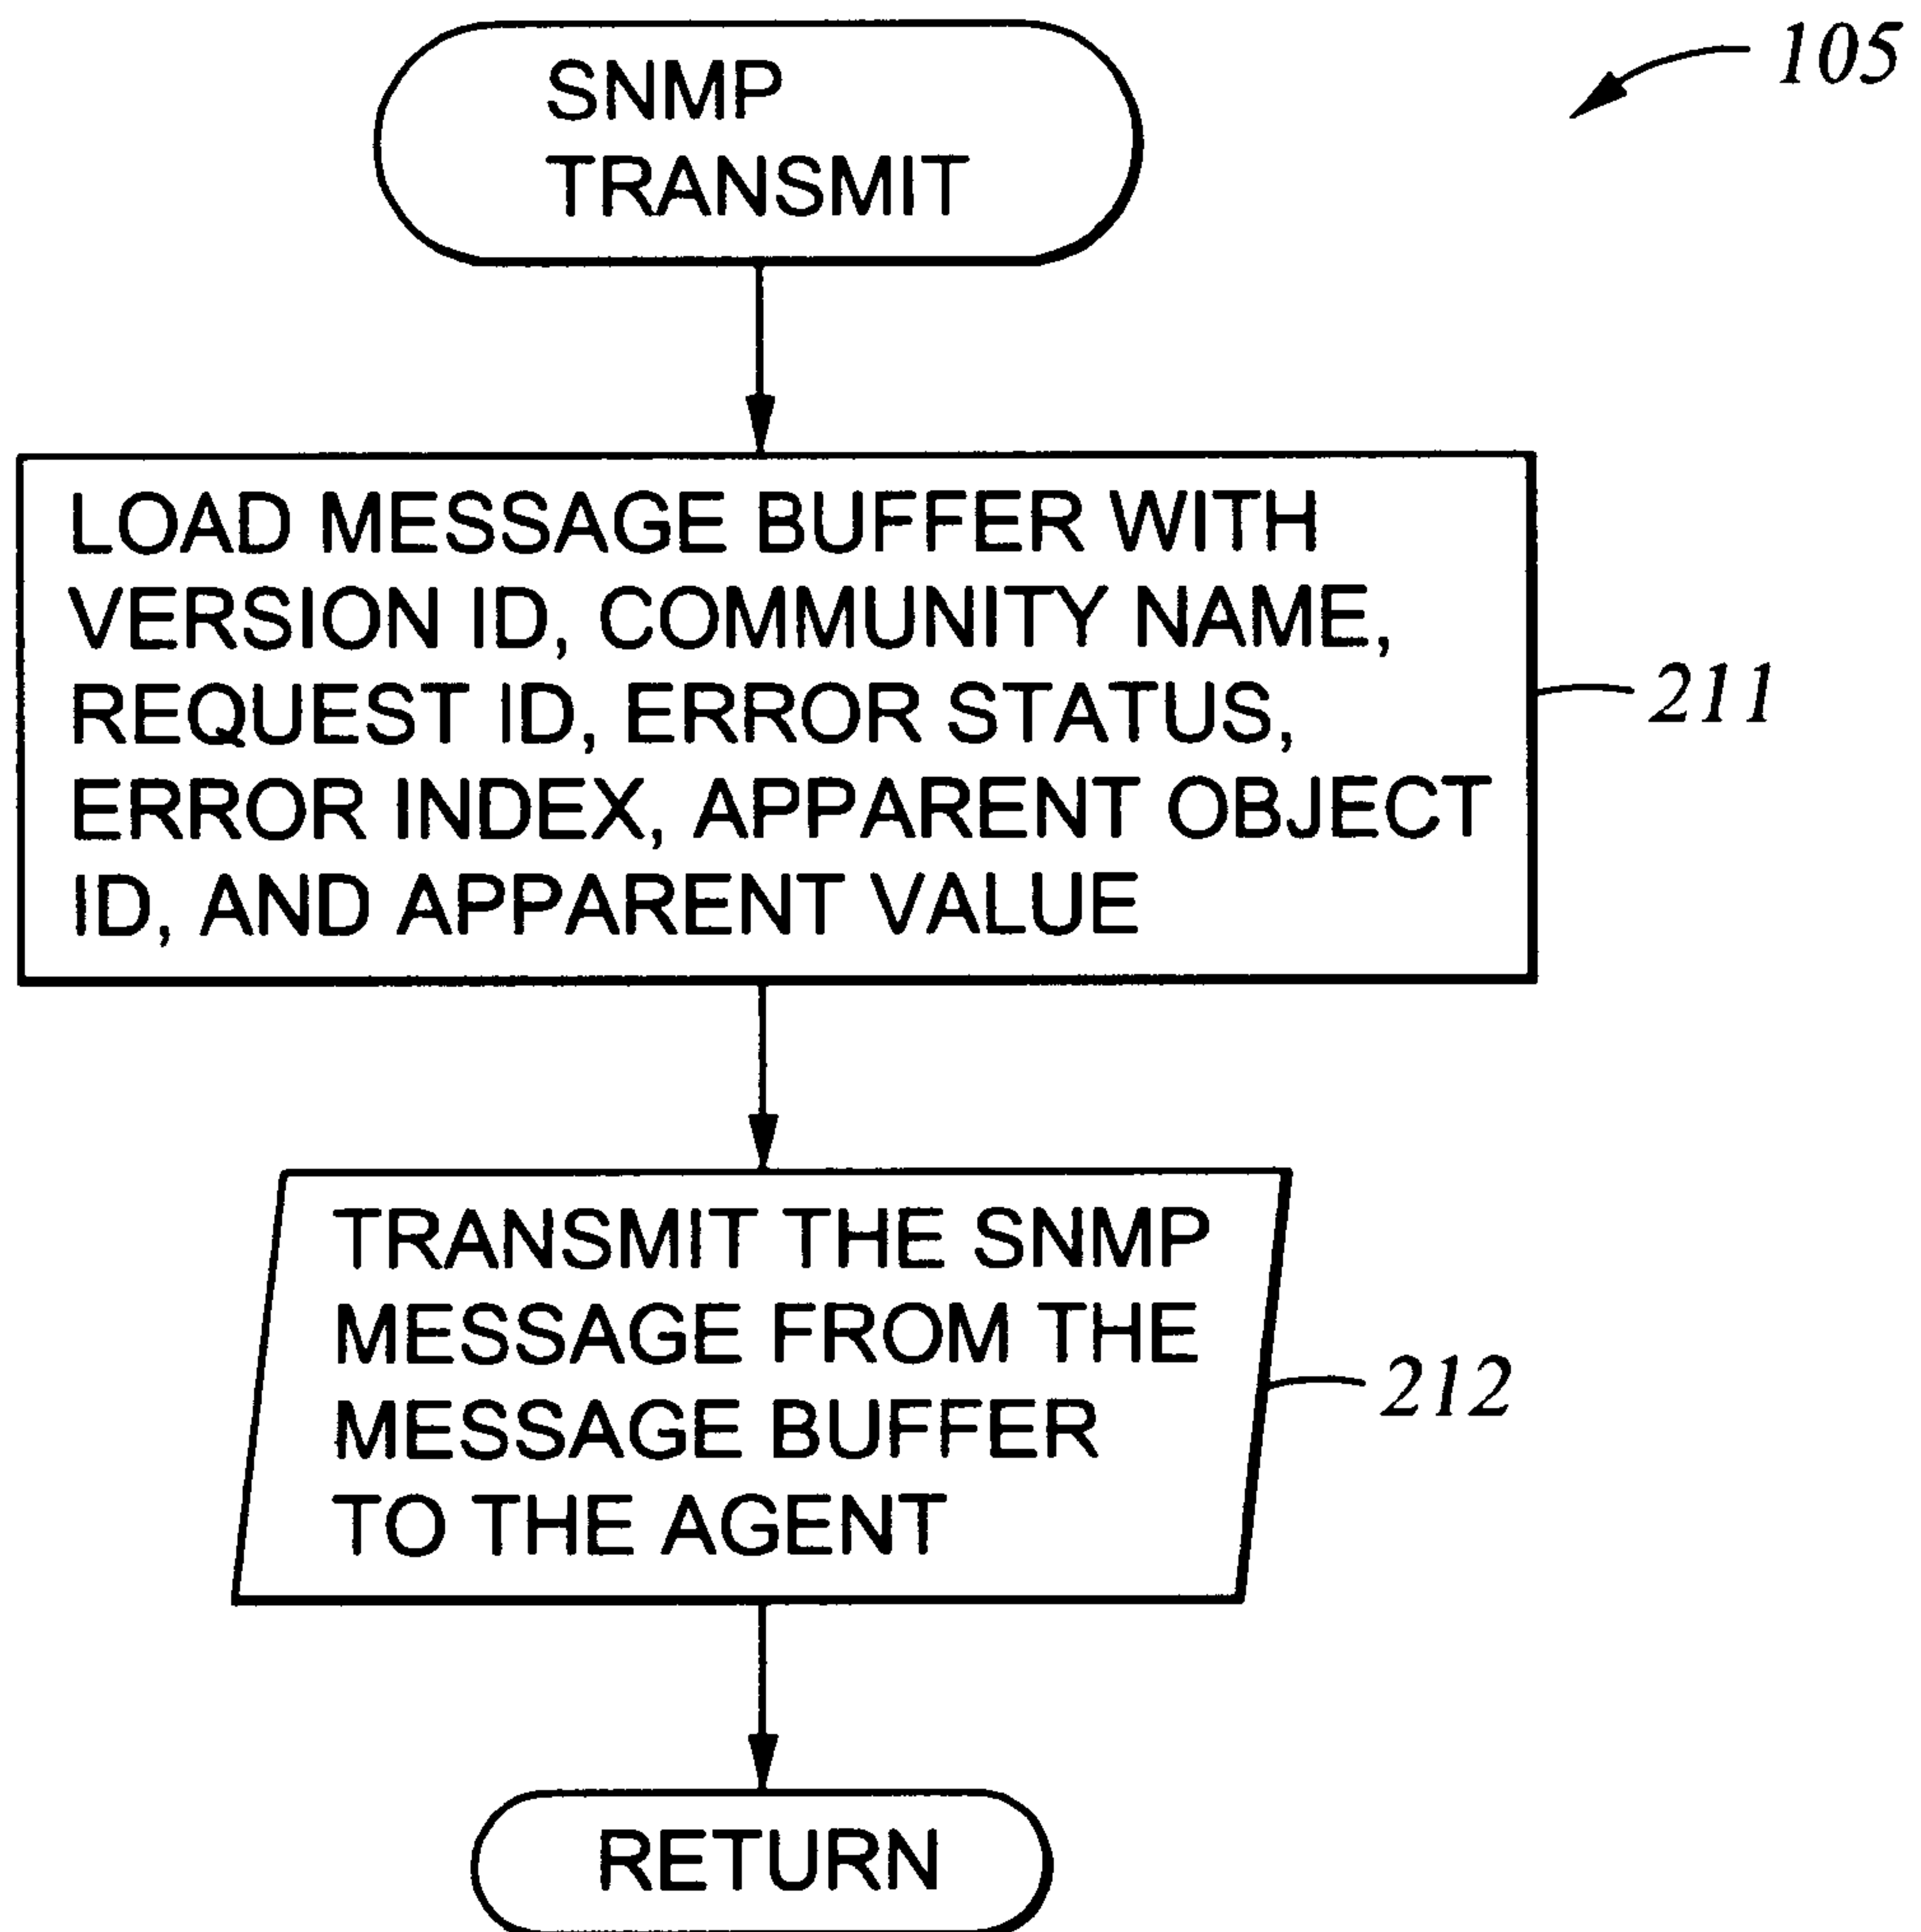 SNMP
TRANSMIT
105
LOAD MESSAGE BUFFER WITH
VERSION ID, COMMUNITY NAME,
REQUEST ID, ERROR STATUS,
ERROR INDEX, APPARENT OBJECT
ID, AND APPARENT VALUE
211
TRANSMIT THE SNMP
MESSAGE FROM THE
MESSAGE BUFFER
TO THE AGENT
212
RETURN